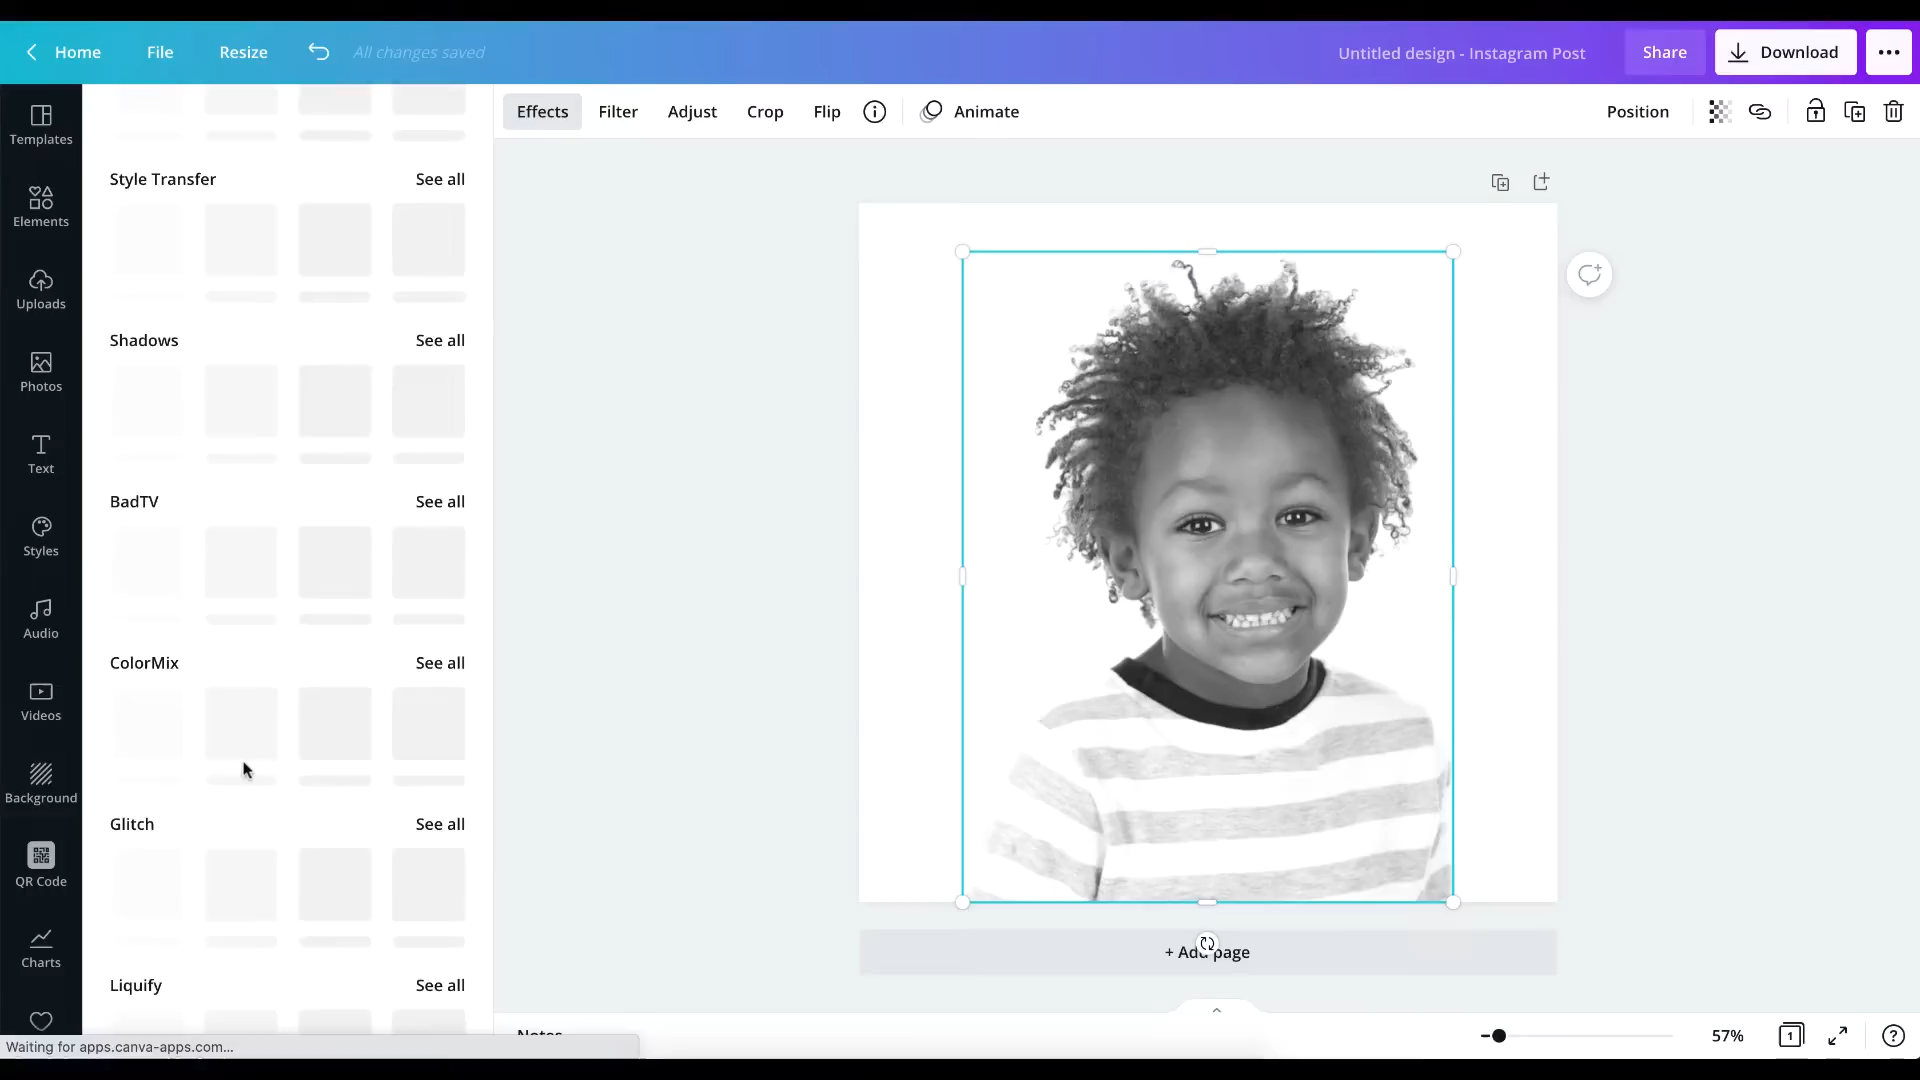 Home
File
Resize
All changes saved
Untitled design - Instagram Post
Share
Download
Templates
Elements
Uploads
Photos
Text
Styles
Audio
Videos
Background
QR Code
Charts
Style Transfer
See all
Shadows
See all
BadTV
See all
ColorMix
See all
Glitch
See all
Liquify
See all
Effects
Filter
Adjust
Crop
Flip
Animate
Position
+ Add page
Notes
57%
1
Waiting for apps.canva-apps.com...